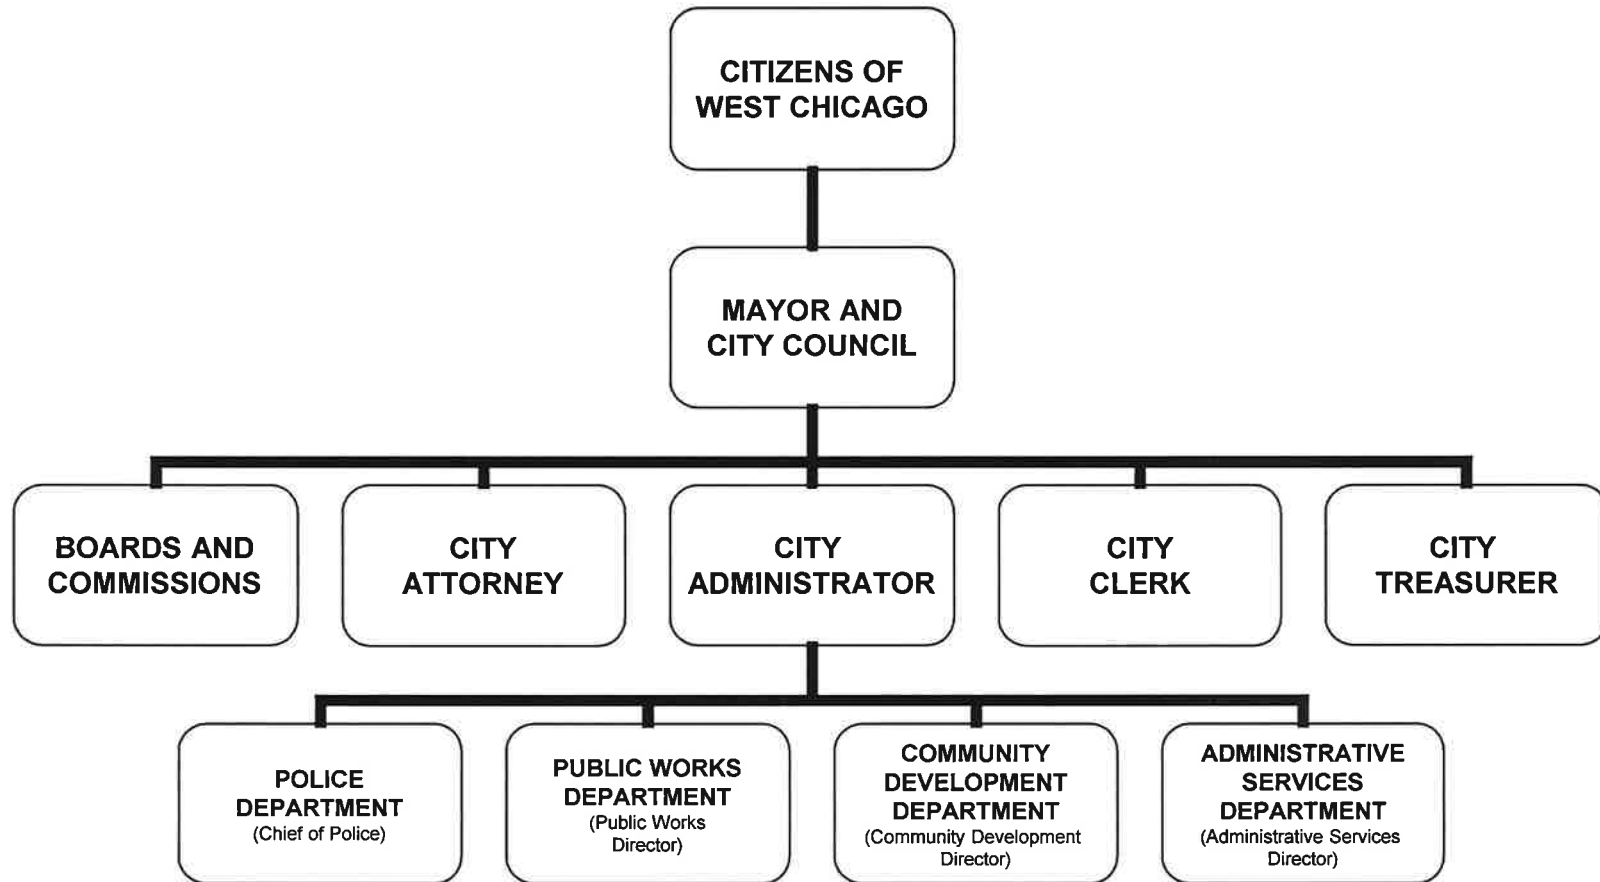 CITIZENS OF
WEST CHICAGO
MAYOR AND
CITY COUNCIL
BOARDS AND
COMMISSIONS
CITY
ATTORNEY
CITY
ADMINISTRATOR
CITY
CLERK
CITY
TREASURER
POLICE
DEPARTMENT
(Chief of Police)
PUBLIC WORKS
DEPARTMENT
(Public Works
Director)
COMMUNITY
DEVELOPMENT
DEPARTMENT
(Community Development
Director)
ADMINISTRATIVE
SERVICES
DEPARTMENT
(Administrative Services
Director)